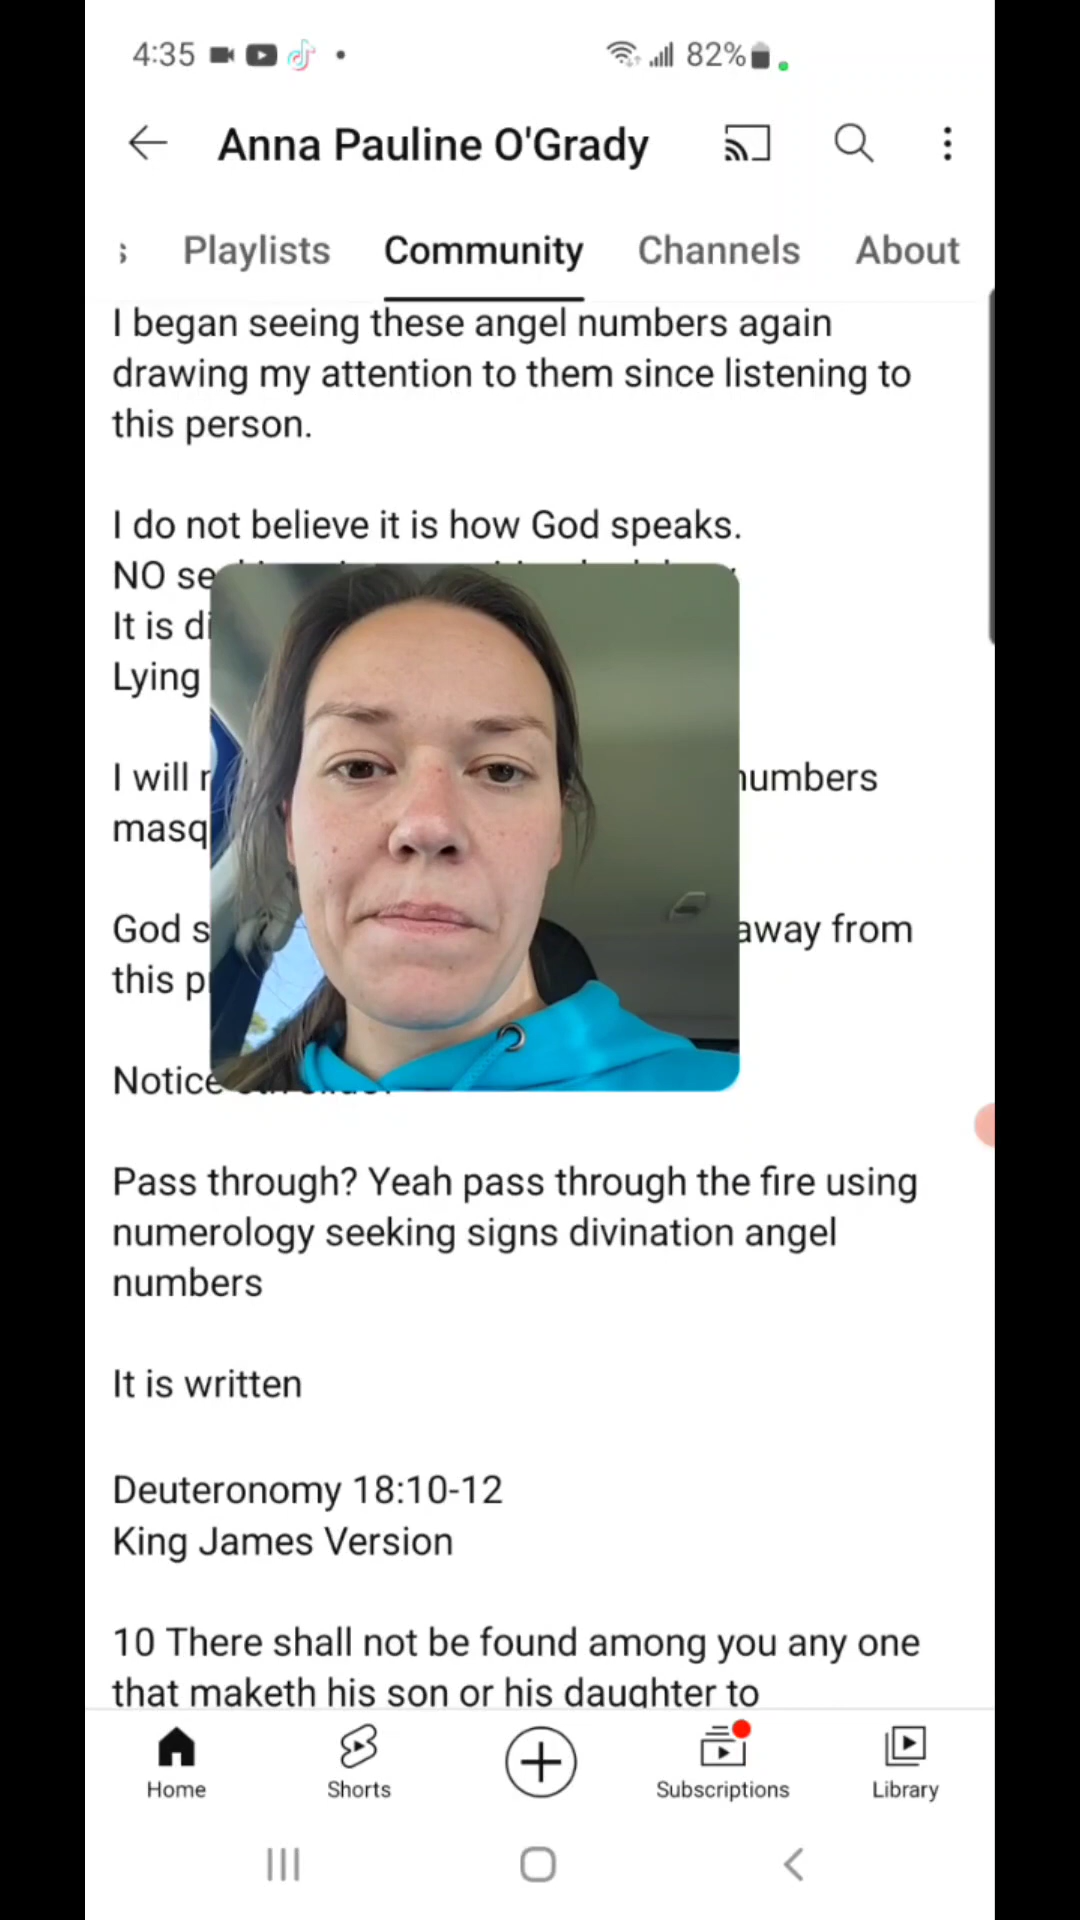 4:35 82%
Anna Pauline O'Grady
s Playlists Community Channels About
I began seeing these angel numbers again
drawing my attention to them since listening to
this person.
I do not believe it is how God speaks.
NO
It is
Lying
I will numbers
God away from
this
Notice
Pass through? Yeah pass through the fire using
numerology seeking signs divination angel
numbers
It is written
Deuteronomy 18:10-12
King James Version
10 There shall not be found among you any one
that maketh his son or his daughter to
Home Shorts Subscriptions Library